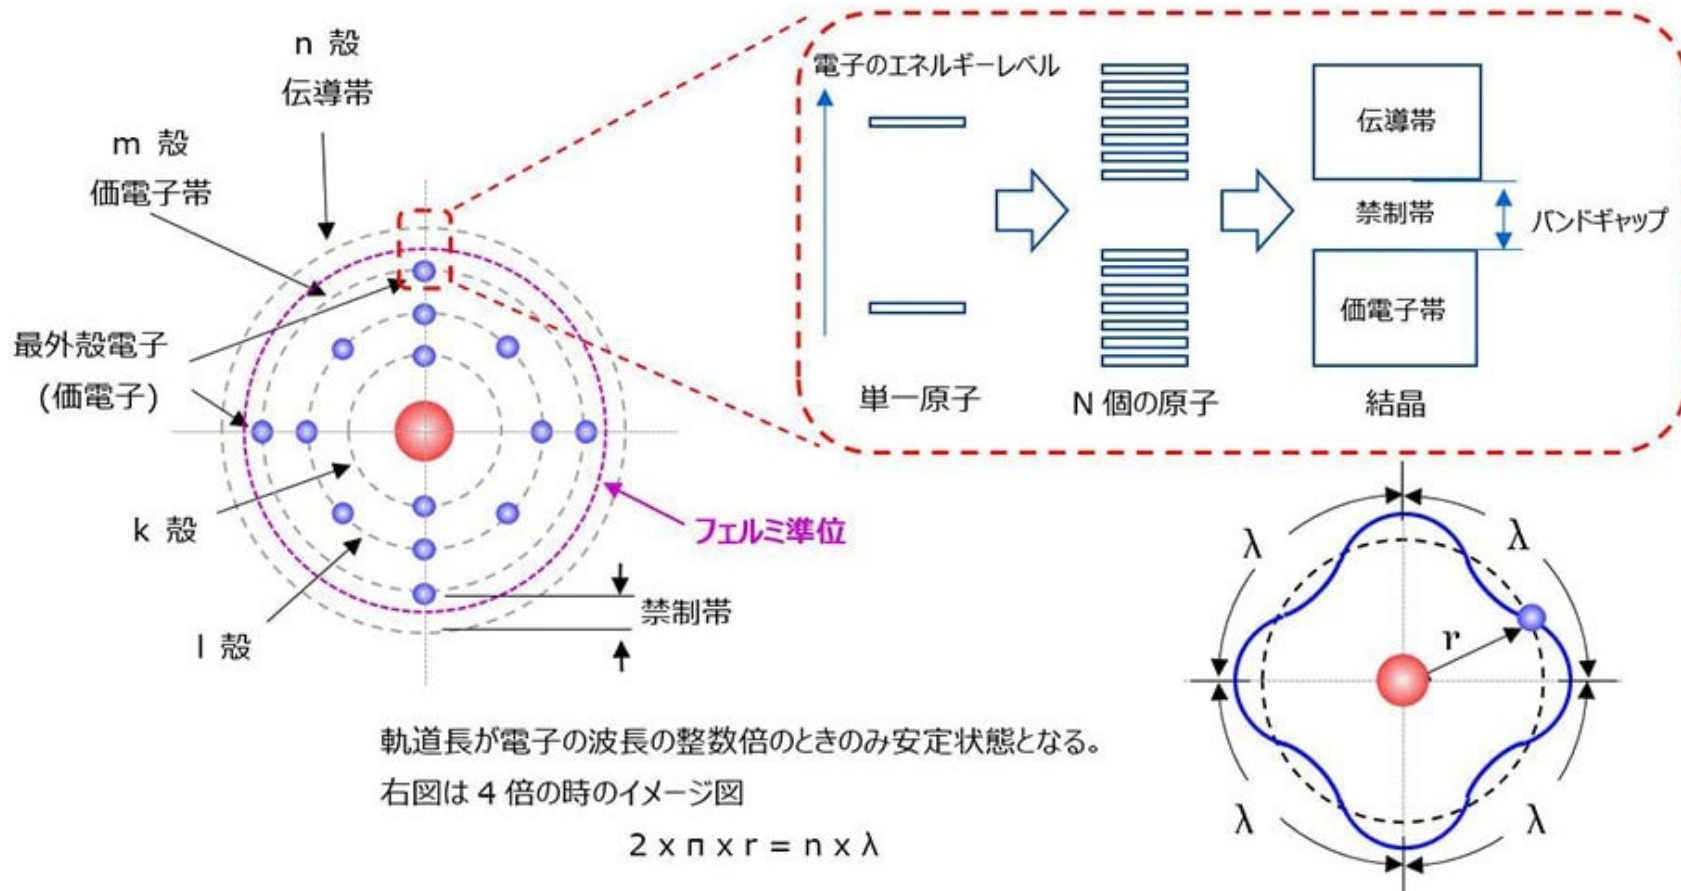 n 殻
伝導帯
m 殻
価電子帯
最外殻電子
(価電子)
k 殻
l 殻
フェルミ準位
禁制帯
電子のエネルギーレベル
単一原子
N 個の原子
結晶
伝導帯
禁制帯
価電子帯
バンドギャップ
軌道長が電子の波長の整数倍のときのみ安定状態となる。
右図は 4 倍の時のイメージ図
2 x π x r = n x λ
λ
λ
r
λ
λ